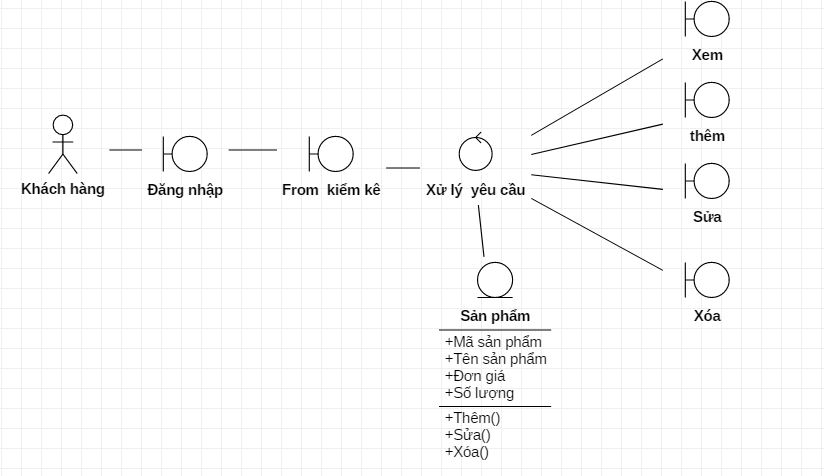 Xem
thêm
Khách hàng
Đăng nhập
From kiểm kê
Xử lý yêu cầu
Sửa
Xóa
Sản phẩm
+Mã sản phẩm
+Tên sản phẩm
+Đơn giá
+Số lượng
+Thêm()
+Sửa()
+Xóa()